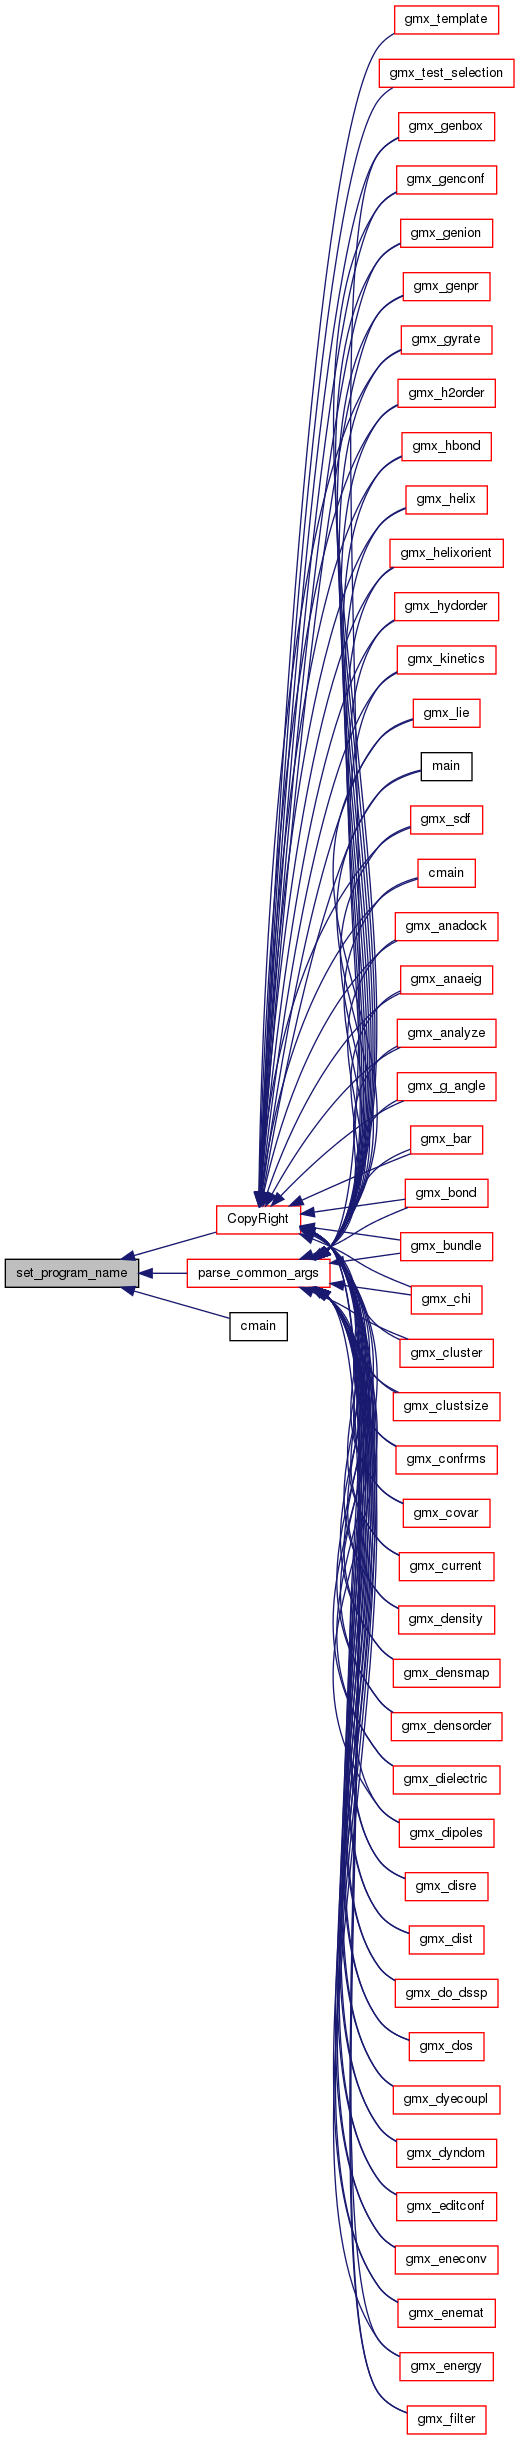 gmx_template
gmx_test_selection
gmx_genbox
gmx_genconf
gmx_genion
gmx_genpr
gmx_gyrate
gmx_h2order
gmx_hbond
gmx_helix
gmx_helixorient
gmx_hydorder
gmx_kinetics
gmx_lie
main
gmx_sdf
cmain
gmx_anadock
gmx_anaeig
gmx_analyze
gmx_g_angle
gmx_bar
gmx_bond
CopyRight
gmx_bundle
set_program_name
parse_common_args
gmx_chi
cmain
gmx_cluster
gmx_clustsize
gmx_confrms
gmx_covar
gmx_current
gmx_density
gmx_densmap
gmx_densorder
gmx_dielectric
gmx_dipoles
gmx_disre
gmx_dist
gmx_do_dssp
gmx_dos
gmx_dyecoupl
gmx_dyndom
gmx_editconf
gmx_eneconv
gmx_enemat
gmx_energy
gmx_filter